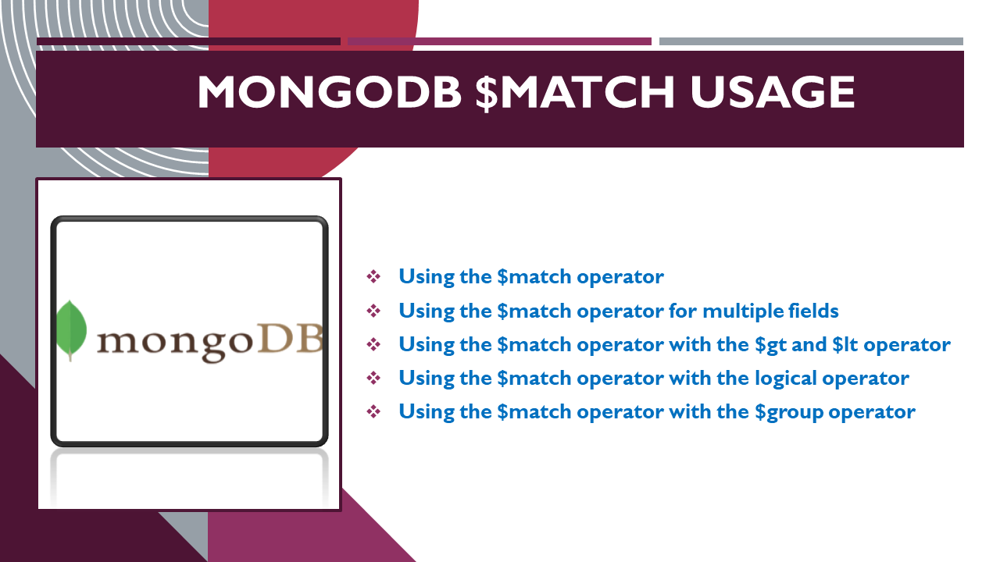 MONGODB $MATCH USAGE
mongoDB
Using the $match operator
Using the $match operator for multiple fields
Using the $match operator with the $gt and $lt operator
Using the $match operator with the logical operator
Using the $match operator with the $group operator